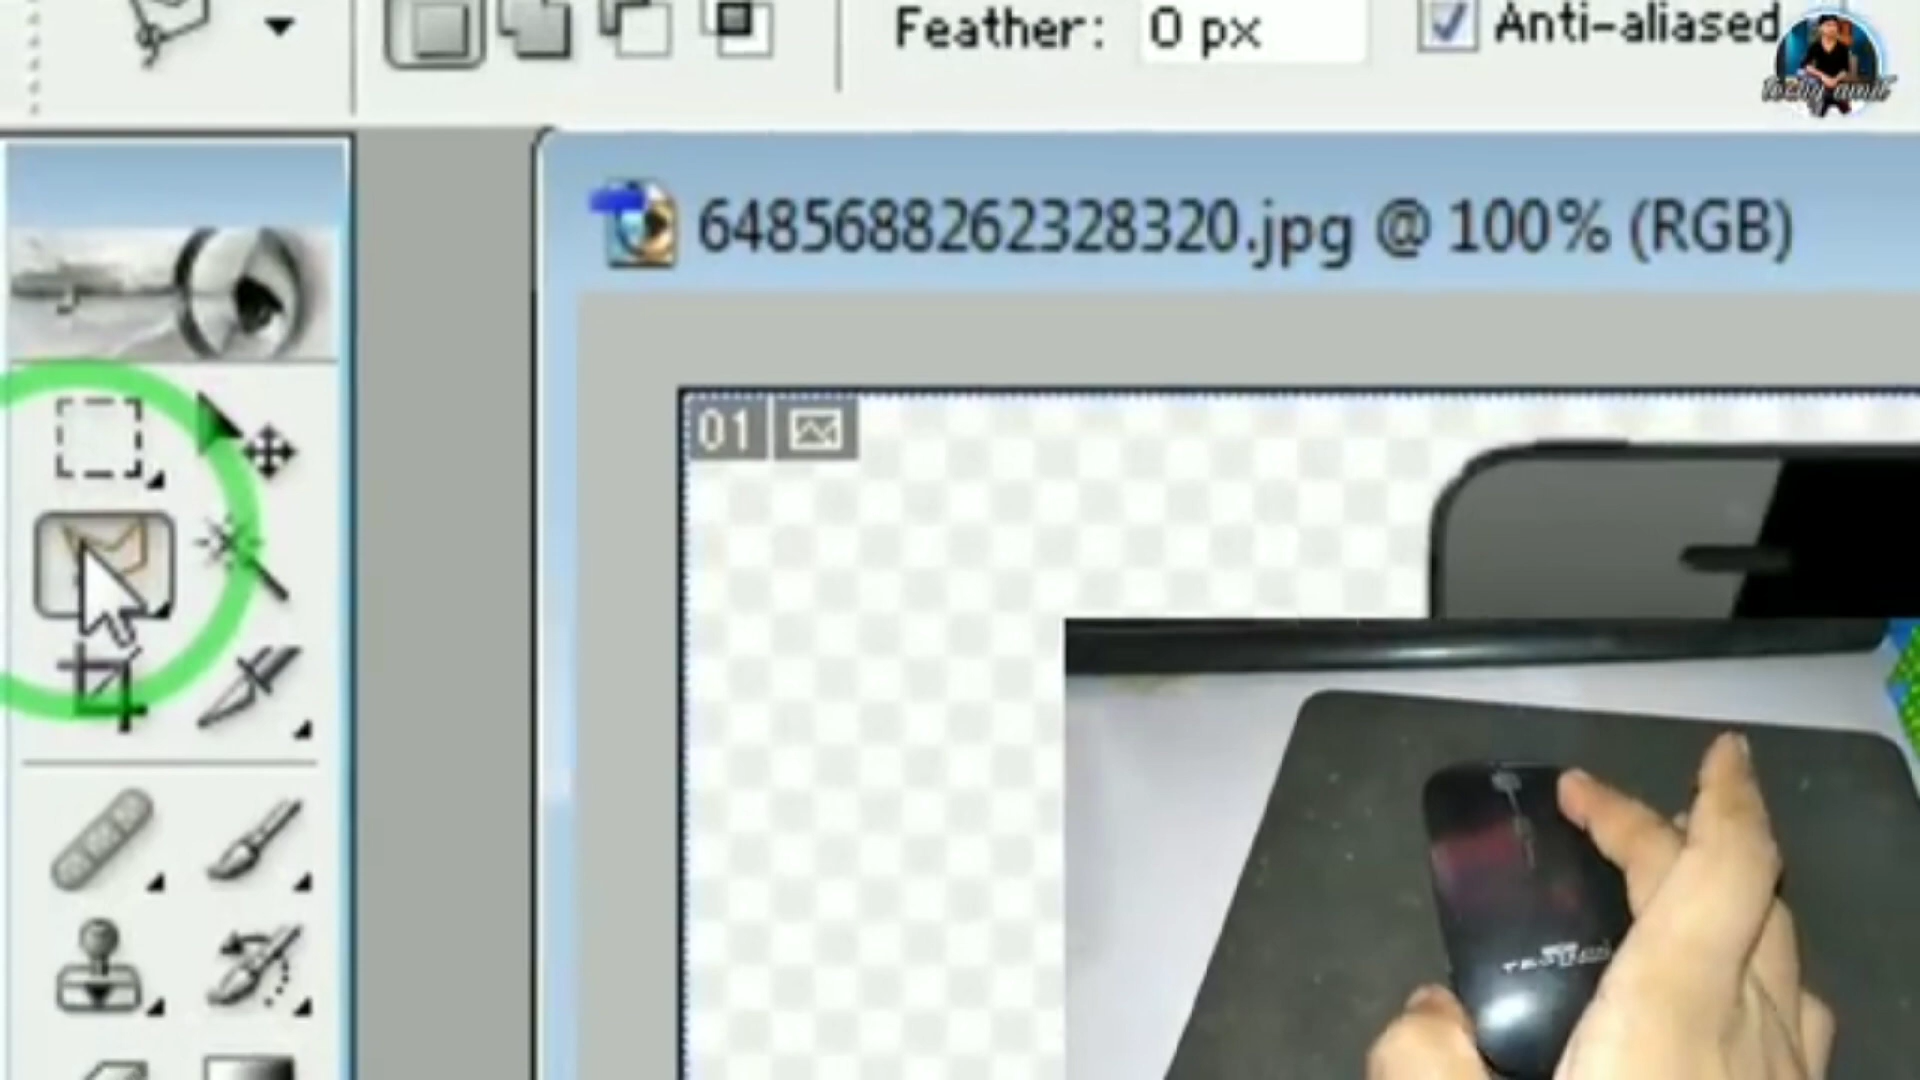 Feather: 0 px Anti-aliased
6485688262328320.jpg @ 100% (RGB)
01